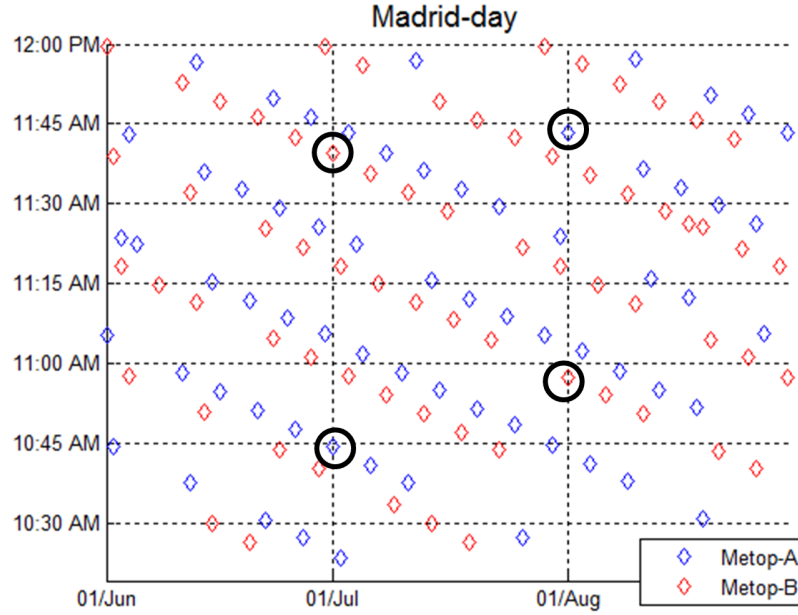 Madrid-day
12:00 PM
11:45 AM
11:30 AM
11:15 AM
11:00 AM
10:45 AM
10:30 AM
01/Jun
01/Jul
01/Aug
Metop-A
Metop-B